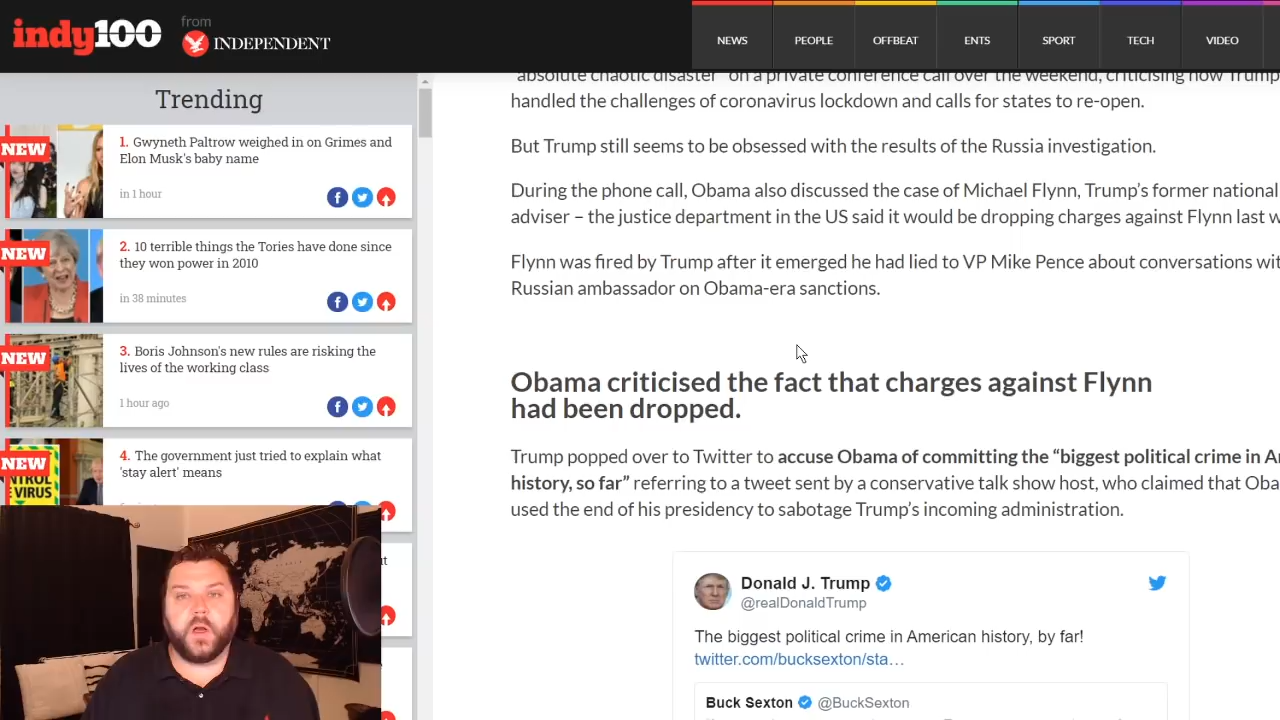 indy100
from
INDEPENDENT
NEWS
PEOPLE
OFFBEAT
ENTS
SPORT
TECH
VIDEO
Trending
NEW
1. Gwyneth Paltrow weighed in on Grimes and
Elon Musk's baby name
in 1 hour
NEW
2. 10 terrible things the Tories have done since
they won power in 2010
in 38 minutes
NEW
3. Boris Johnson's new rules are risking the
lives of the working class
1 hour ago
NEW
4. The government just tried to explain what
'stay alert' means
"absolute chaotic disaster" on a private conference call over the weekend, criticising how Trump
handled the challenges of coronavirus lockdown and calls for states to re-open.
But Trump still seems to be obsessed with the results of the Russia investigation.
During the phone call, Obama also discussed the case of Michael Flynn, Trump's former national
adviser – the justice department in the US said it would be dropping charges against Flynn last
Flynn was fired by Trump after it emerged he had lied to VP Mike Pence about conversations
Russian ambassador on Obama-era sanctions.
Obama criticised the fact that charges against Flynn
had been dropped.
Trump popped over to Twitter to accuse Obama of committing the “biggest political crime in
history, so far” referring to a tweet sent by a conservative talk show host, who claimed that
used the end of his presidency to sabotage Trump's incoming administration.
Donald J. Trump
@realDonaldTrump
The biggest political crime in American history, by far!
twitter.com/bucksexton/sta…
Buck Sexton @BuckSexton